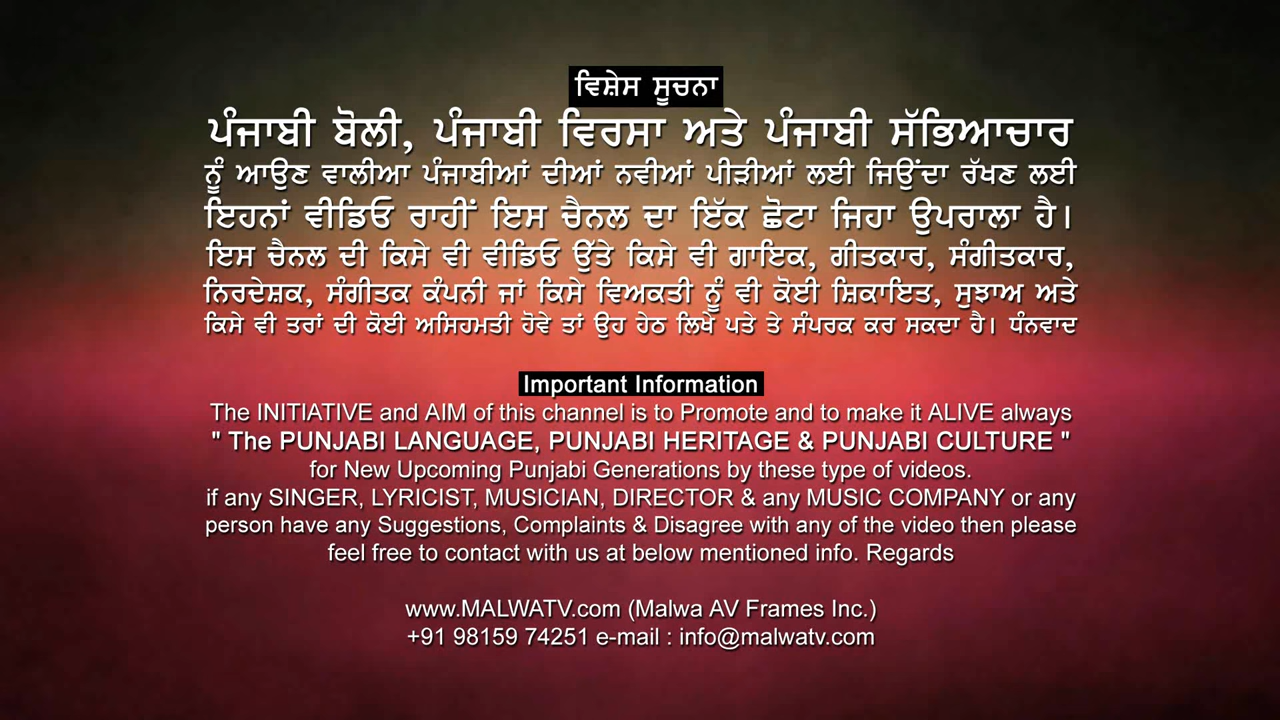 ਵਿਸ਼ੇਸ ਸੂਚਨਾ
ਪੰਜਾਬੀ ਬੋਲੀ, ਪੰਜਾਬੀ ਵਿਰਸਾ ਅਤੇ ਪੰਜਾਬੀ ਸੱਭਿਆਚਾਰ
ਨੂੰ ਆਉਣ ਵਾਲੀਆ ਪੰਜਾਬੀਆਂ ਦੀਆਂ ਨਵੀਆਂ ਪੀੜੀਆਂ ਲਈ ਜਿਉਂਦਾ ਰੱਖਣ ਲਈ
ਇਹਨਾਂ ਵੀਡਿਓ ਰਾਹੀਂ ਇਸ ਚੈਨਲ ਦਾ ਇੱਕ ਛੋਟਾ ਜਿਹਾ ਉਪਰਾਲਾ ਹੈ।
ਇਸ ਚੈਨਲ ਦੀ ਕਿਸੇ ਵੀ ਵੀਡਿਓ ਉੱਤੇ ਕਿਸੇ ਵੀ ਗਾਇਕ, ਗੀਤਕਾਰ, ਸੰਗੀਤਕਾਰ,
ਨਿਰਦੇਸ਼ਕ, ਸੰਗੀਤਕ ਕੰਪਨੀ ਜਾਂ ਕਿਸੇ ਵਿਅਕਤੀ ਨੂੰ ਵੀ ਕੋਈ ਸ਼ਿਕਾਇਤ, ਸੁਝਾਅ ਅਤੇ
ਕਿਸੇ ਵੀ ਤਰਾਂ ਦੀ ਕੋਈ ਅਸਿਹਮਤੀ ਹੋਵੇ ਤਾਂ ਉਹ ਹੇਠ ਲਿਖੇ ਪਤੇ ਤੇ ਸੰਪਰਕ ਕਰ ਸਕਦਾ ਹੈ। ਧੰਨਵਾਦ
Important Information
The INITIATIVE and AIM of this channel is to Promote and to make it ALIVE always
" The PUNJABI LANGUAGE, PUNJABI HERITAGE & PUNJABI CULTURE "
for New Upcoming Punjabi Generations by these type of videos.
if any SINGER, LYRICIST, MUSICIAN, DIRECTOR & any MUSIC COMPANY or any
person have any Suggestions, Complaints & Disagree with any of the video then please
feel free to contact with us at below mentioned info. Regards
www.MALWATV.com (Malwa AV Frames Inc.)
+91 98159 74251 e-mail : info@malwatv.com